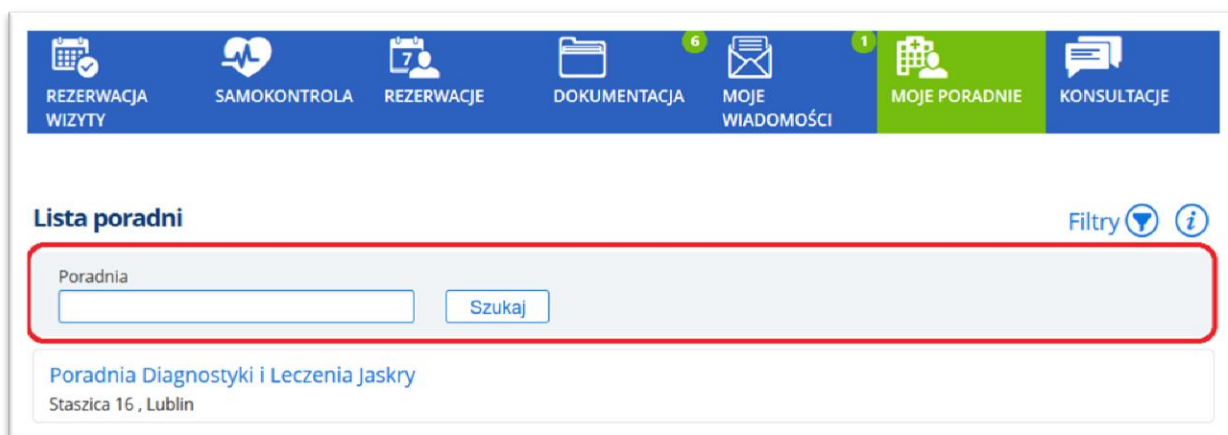 REZERWACJA
WIZYTY
SAMOKONTROLA
7
REZERWACJE
6
DOKUMENTACJA
1
MOJE
WIADOMOŚCI
MOJE PORADNIE
KONSULTACJE
Lista poradni
Filtry
i
Poradnia
Szukaj
Poradnia Diagnostyki i Leczenia Jaskry
Staszica 16 , Lublin